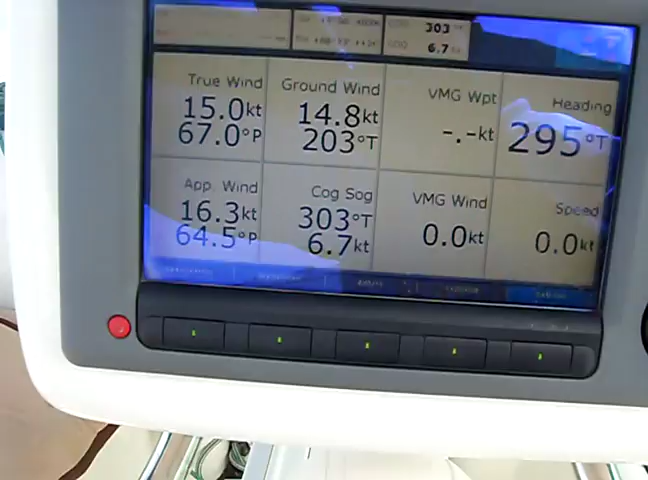 303
6.7
True Wind
15.0kt
67.0°P
Ground Wind
14.8kt
203°T
VMG Wpt
-.-kt
Heading
295°T
App. Wind
16.3kt
64.5°P
Cog Sog
303°T
6.7kt
VMG Wind
0.0kt
Speed
0.0kt